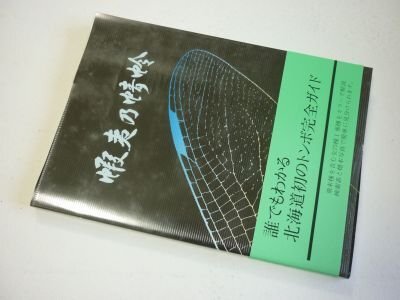 蝦夷乃蜻蛉
誰でもわかる
北海道初のトンボ完全ガイド